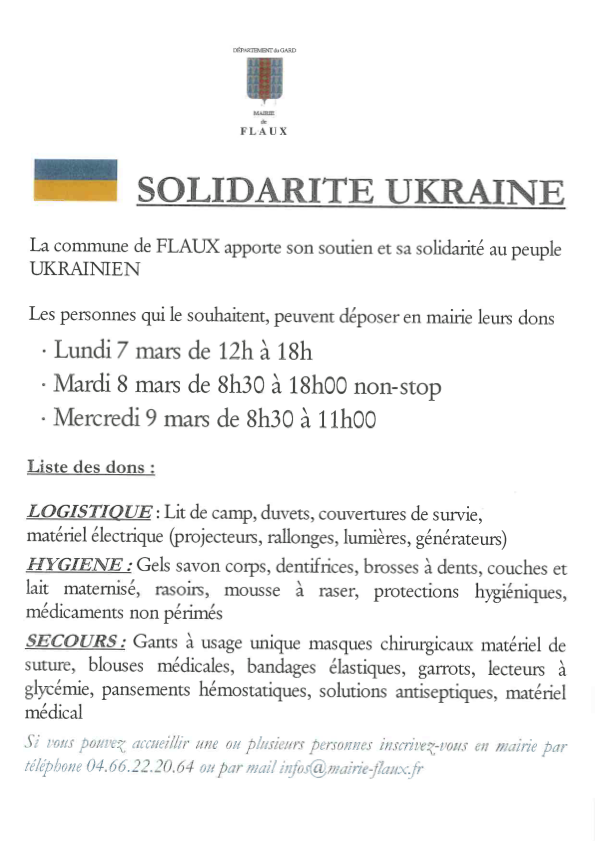 DÉPARTEMENT du GARD
MAIRIE
de
FLAUX
SOLIDARITE UKRAINE
La commune de FLAUX apporte son soutien et sa solidarité au peuple
UKRAINIEN
Les personnes qui le souhaitent, peuvent déposer en mairie leurs dons
· Lundi 7 mars de 12h à 18h
· Mardi 8 mars de 8h30 à 18h00 non-stop
· Mercredi 9 mars de 8h30 à 11h00
Liste des dons :
LOGISTIQUE : Lit de camp, duvets, couvertures de survie,
matériel électrique (projecteurs, rallonges, lumières, générateurs)
HYGIENE : Gels savon corps, dentifrices, brosses à dents, couches et
lait maternisé, rasoirs, mousse à raser, protections hygiéniques,
médicaments non périmés
SECOURS : Gants à usage unique masques chirurgicaux matériel de
suture, blouses médicales, bandages élastiques, garrots, lecteurs à
glycémie, pansements hémostatiques, solutions antiseptiques, matériel
médical
Si vous pouvez accueillir une ou plusieurs personnes inscrivez-vous en mairie par
téléphone 04.66.22.20.64 ou par mail infos@mairie-flaux.fr